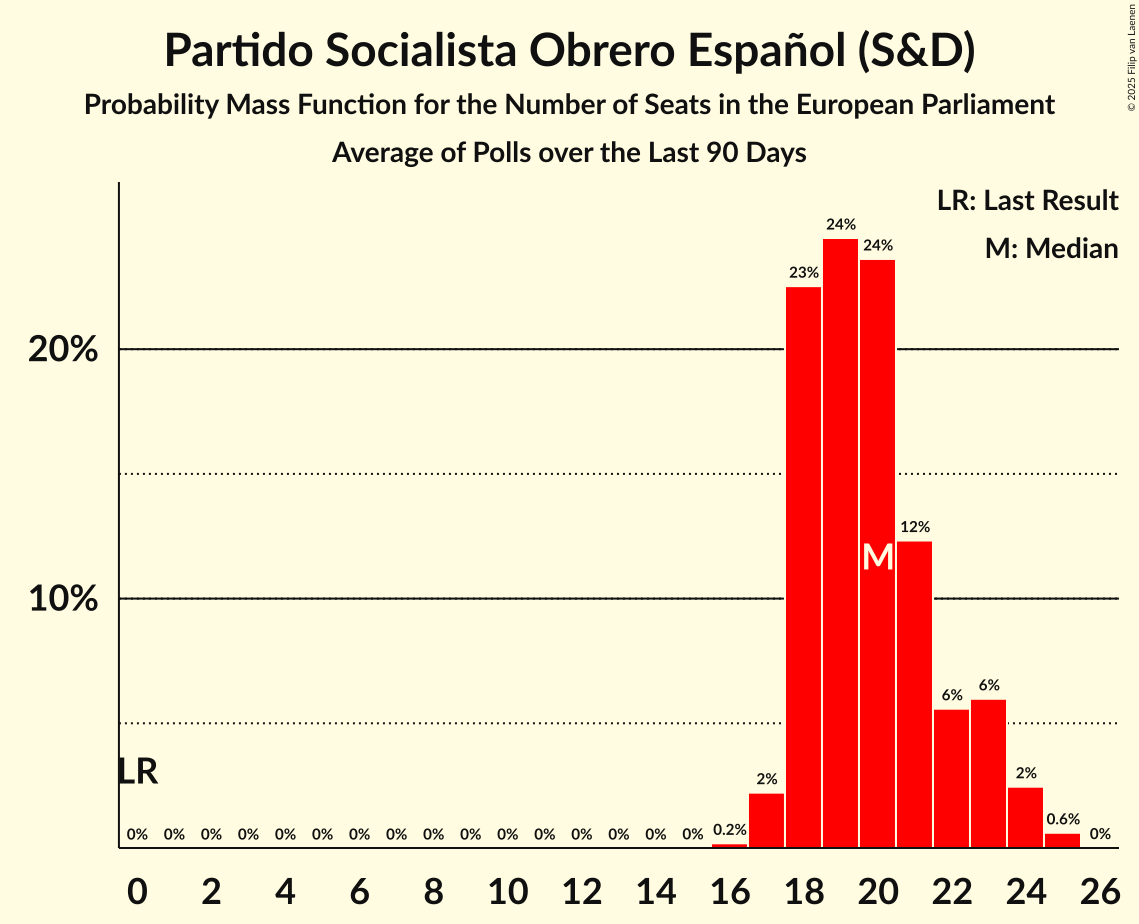 Partido Socialista Obrero Español (S&D)
Probability Mass Function for the Number of Seats in the European Parliament
Average of Polls over the Last 90 Days
© 2025 Filip van Laenen
LR: Last Result
M: Median
24%
24%
23%
20%
12%
M
10%
6%
6%
LR
2%
2%
0% 0% 0% 0% 0% 0% 0% 0% 0% 0% 0% 0% 0% 0% 0% 0% 0.2% 0.6% 0%
0 2 4 6 8 10 12 14 16 18 20 22 24 26